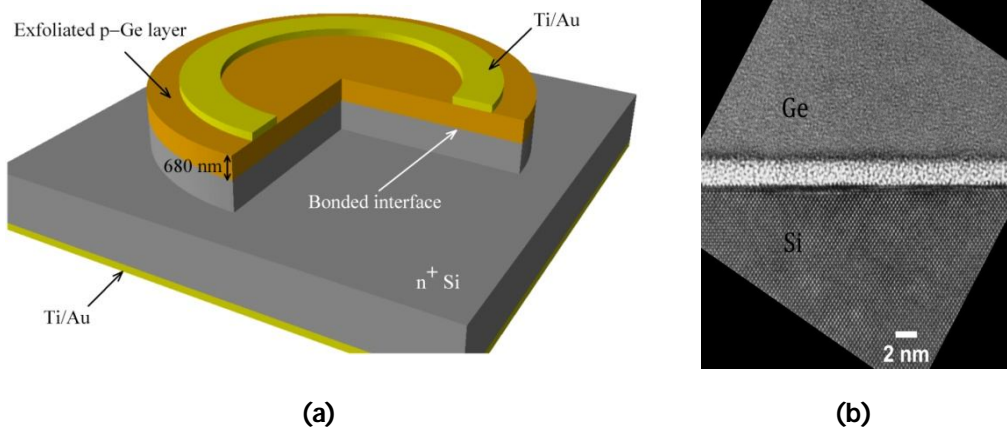 Exfoliated p–Ge layer
Ti/Au
680 nm
Bonded interface
n+ Si
Ti/Au
(a)
Ge
Si
2 nm
(b)